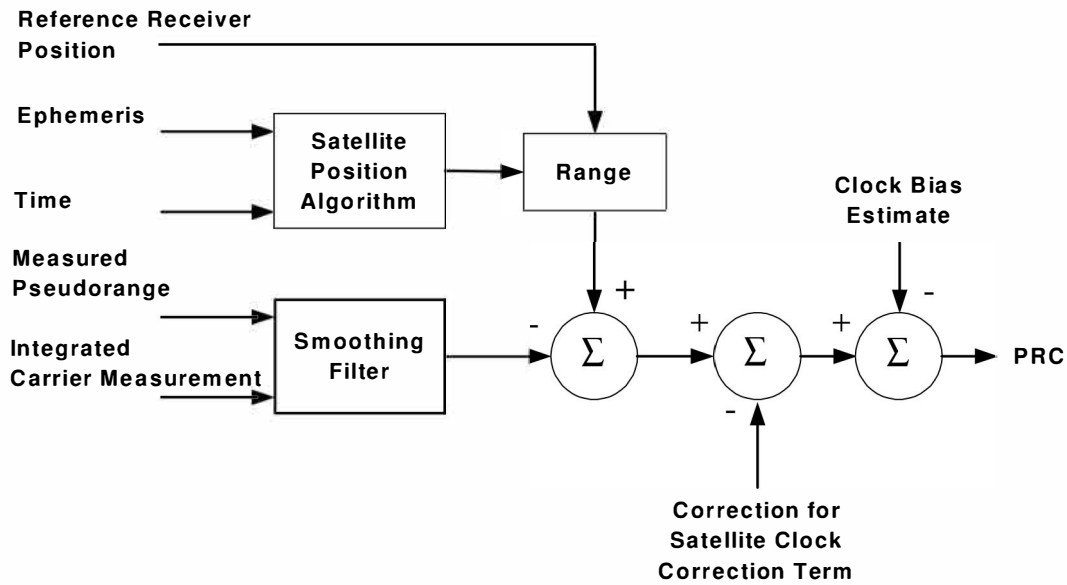 Reference Receiver
Position
Ephemeris
Satellite
Position
Algorithm
Range
Time
Clock Bias
Estimate
Measured
Pseudorange
+
-
Smoothing
Filter
-
Σ
+
Σ
+
Σ
PRC
Integrated
Carrier Measurement
-
Correction for
Satellite Clock
Correction Term